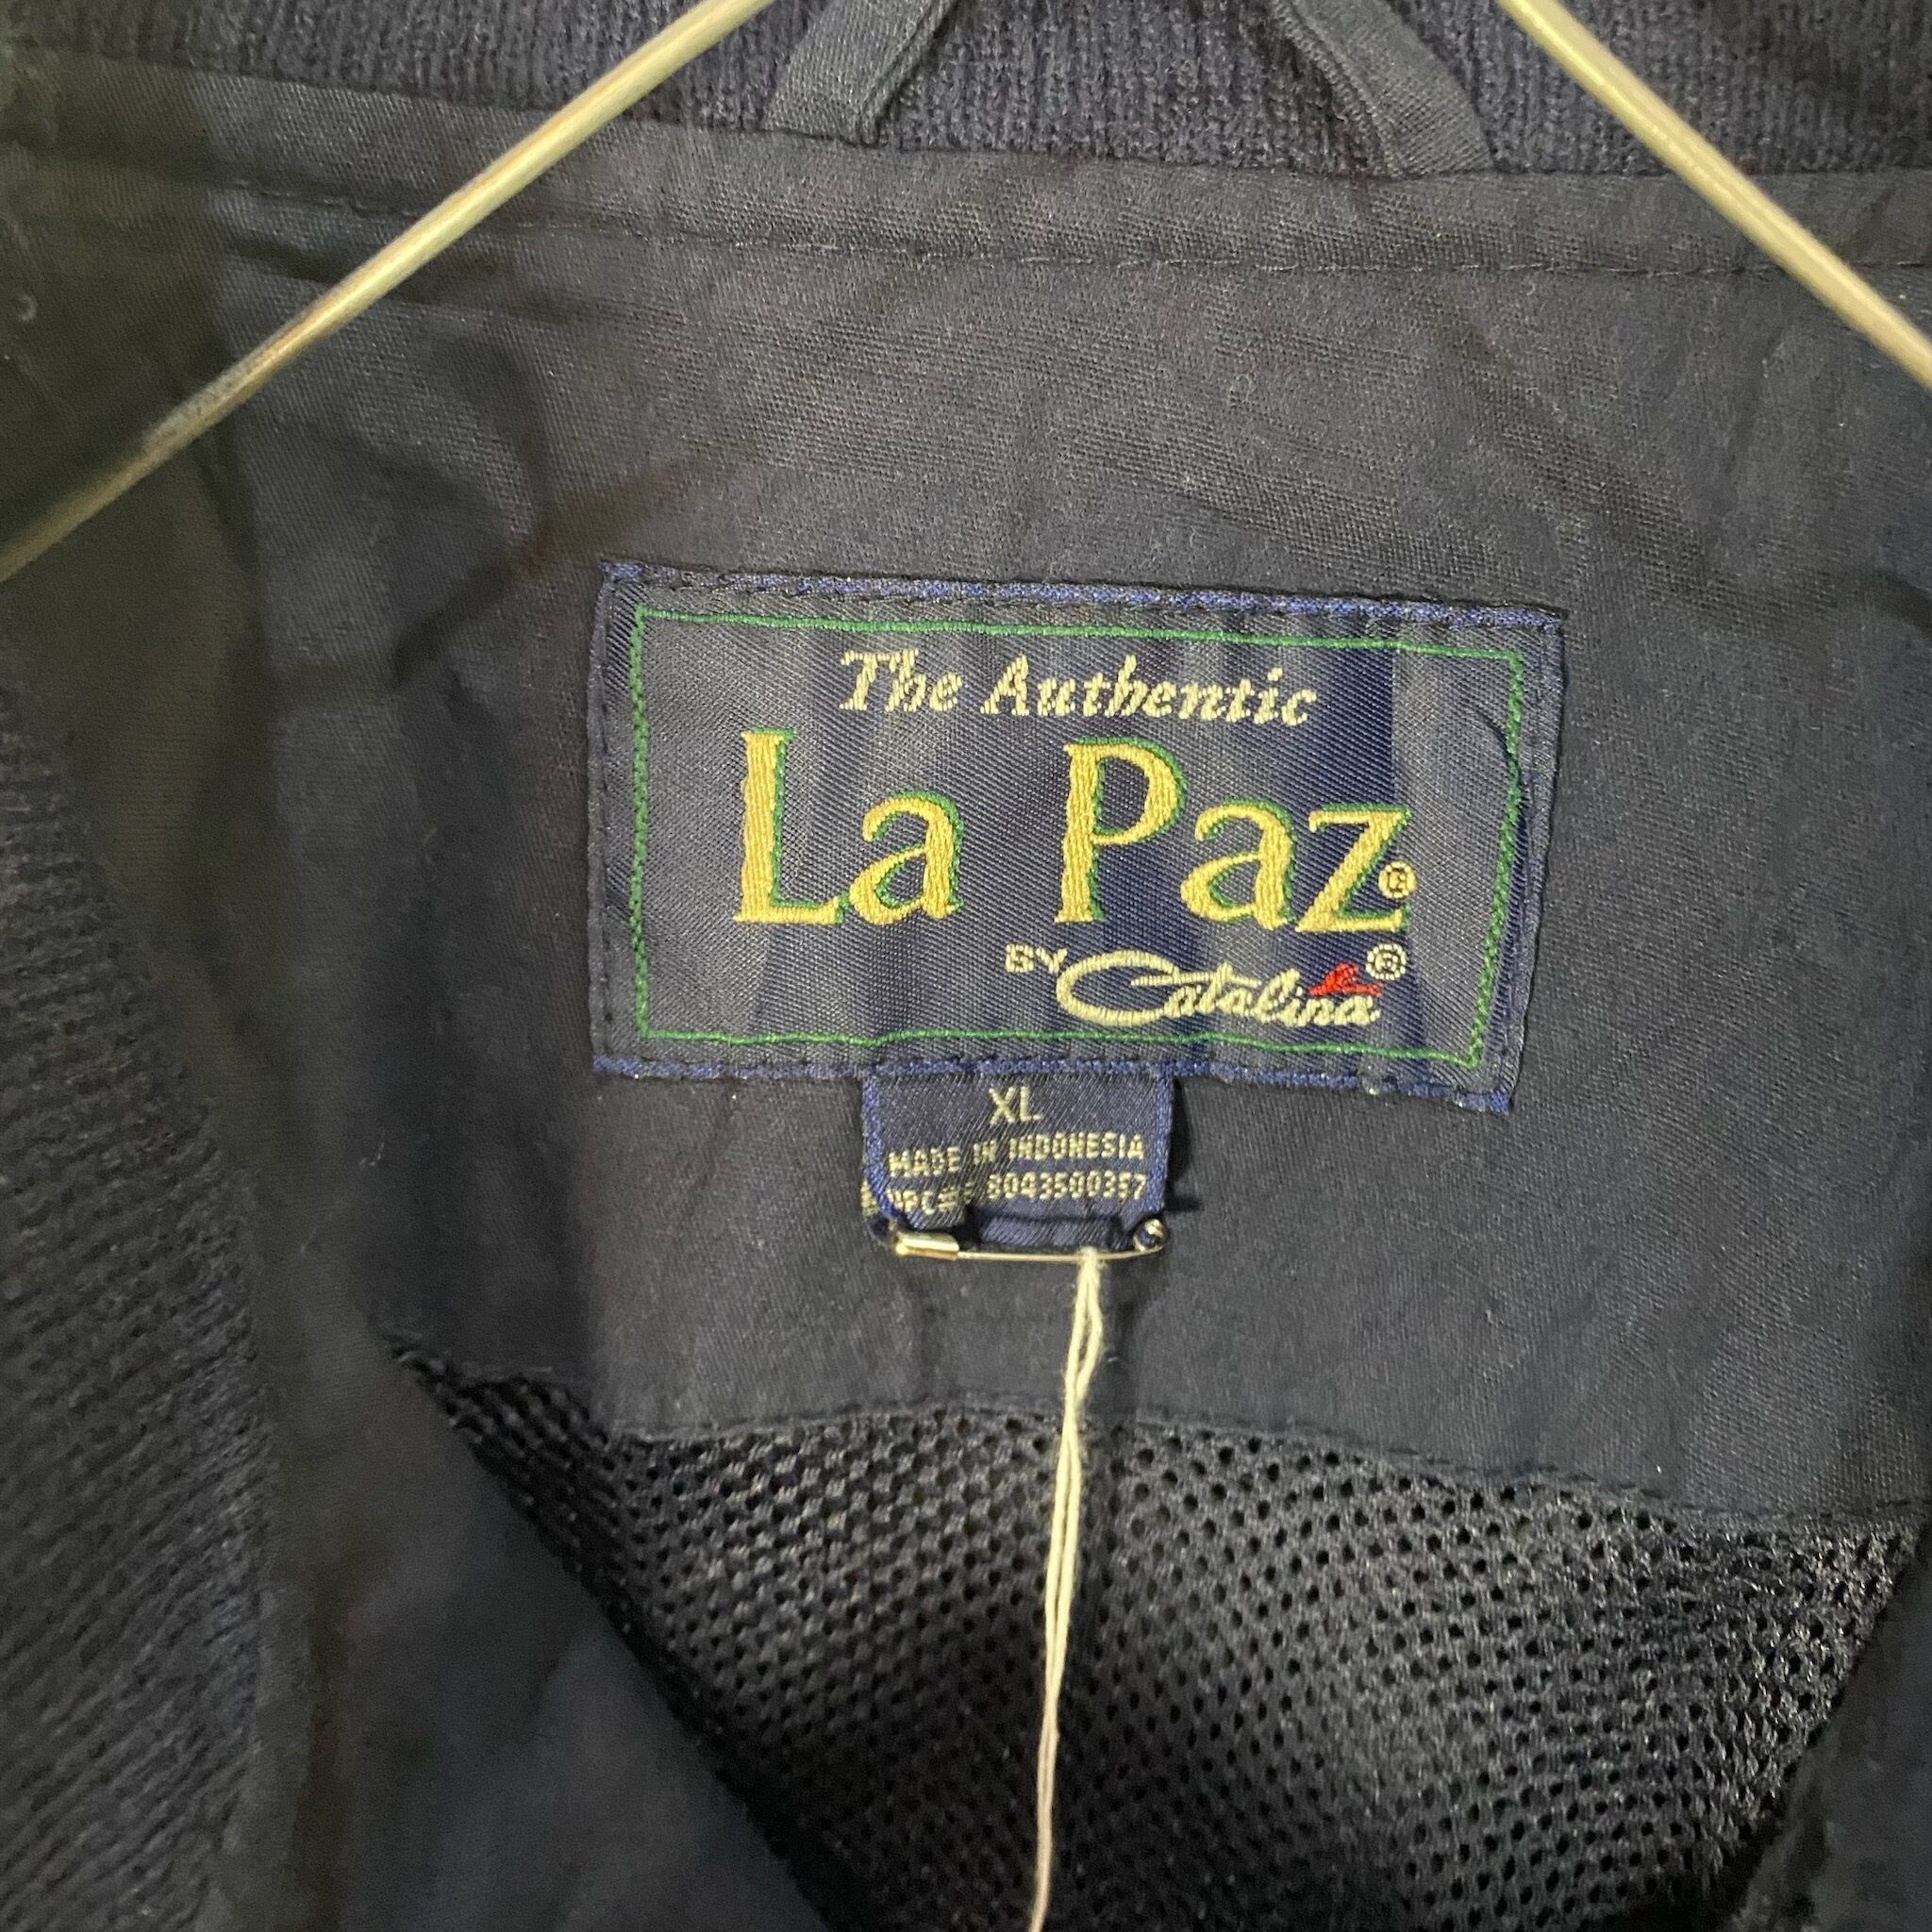 The Authentic
La Paz®
BY Catalina®
XL
MADE IN INDONESIA